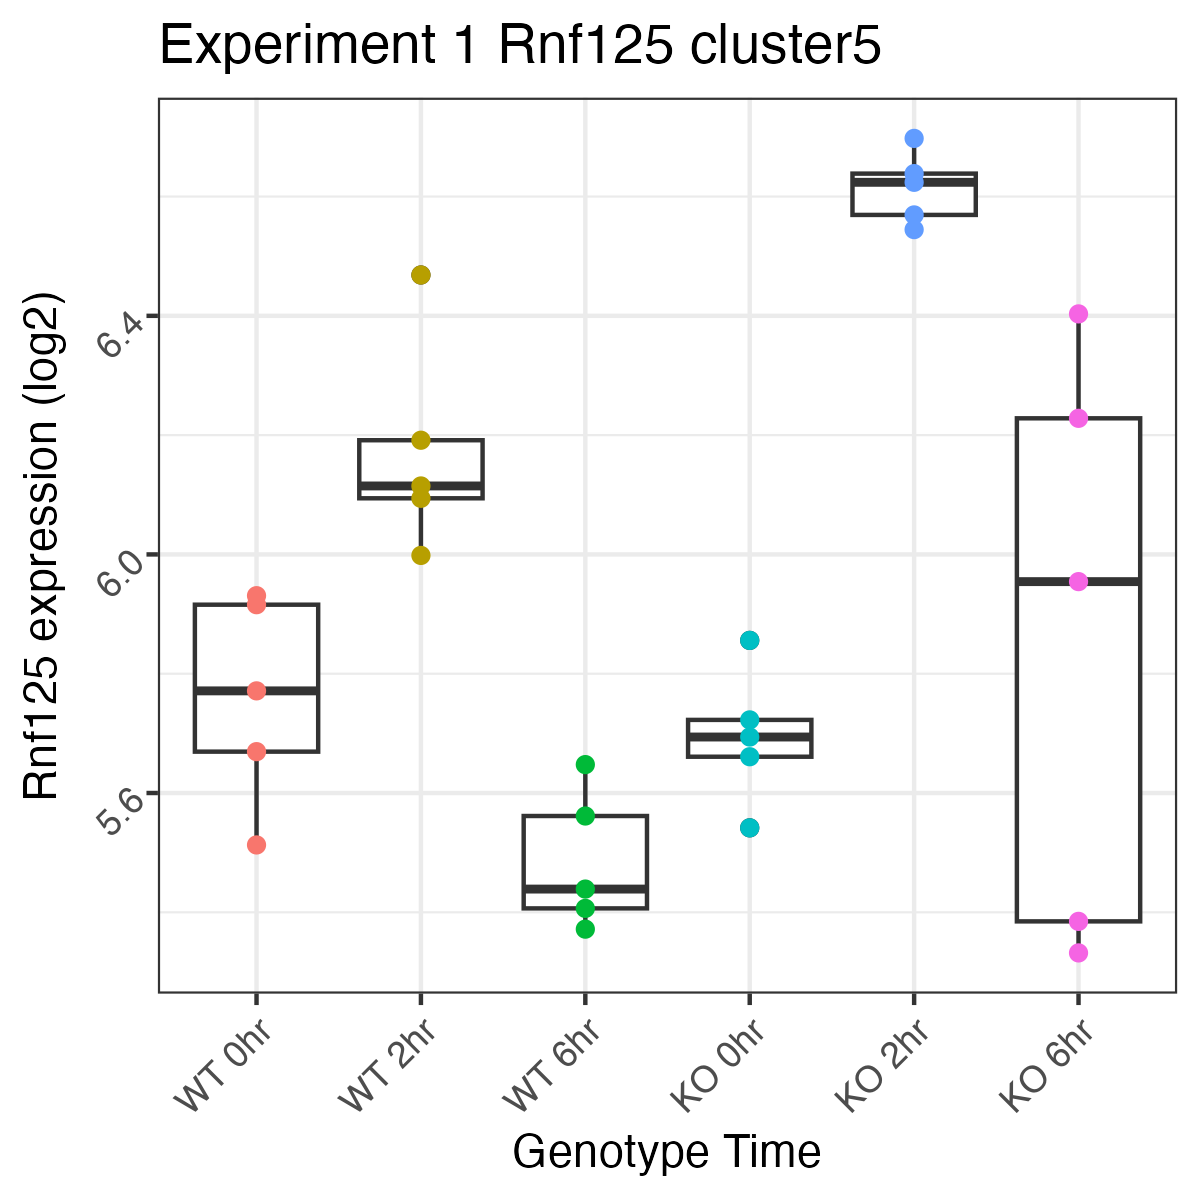 Experiment 1 Rnf125 cluster5
Rnf125 expression (log2)
6.4
6.0
5.6
WT 0hr
WT 2hr
WT 6hr
KO 0hr
KO 2hr
KO 6hr
Genotype Time